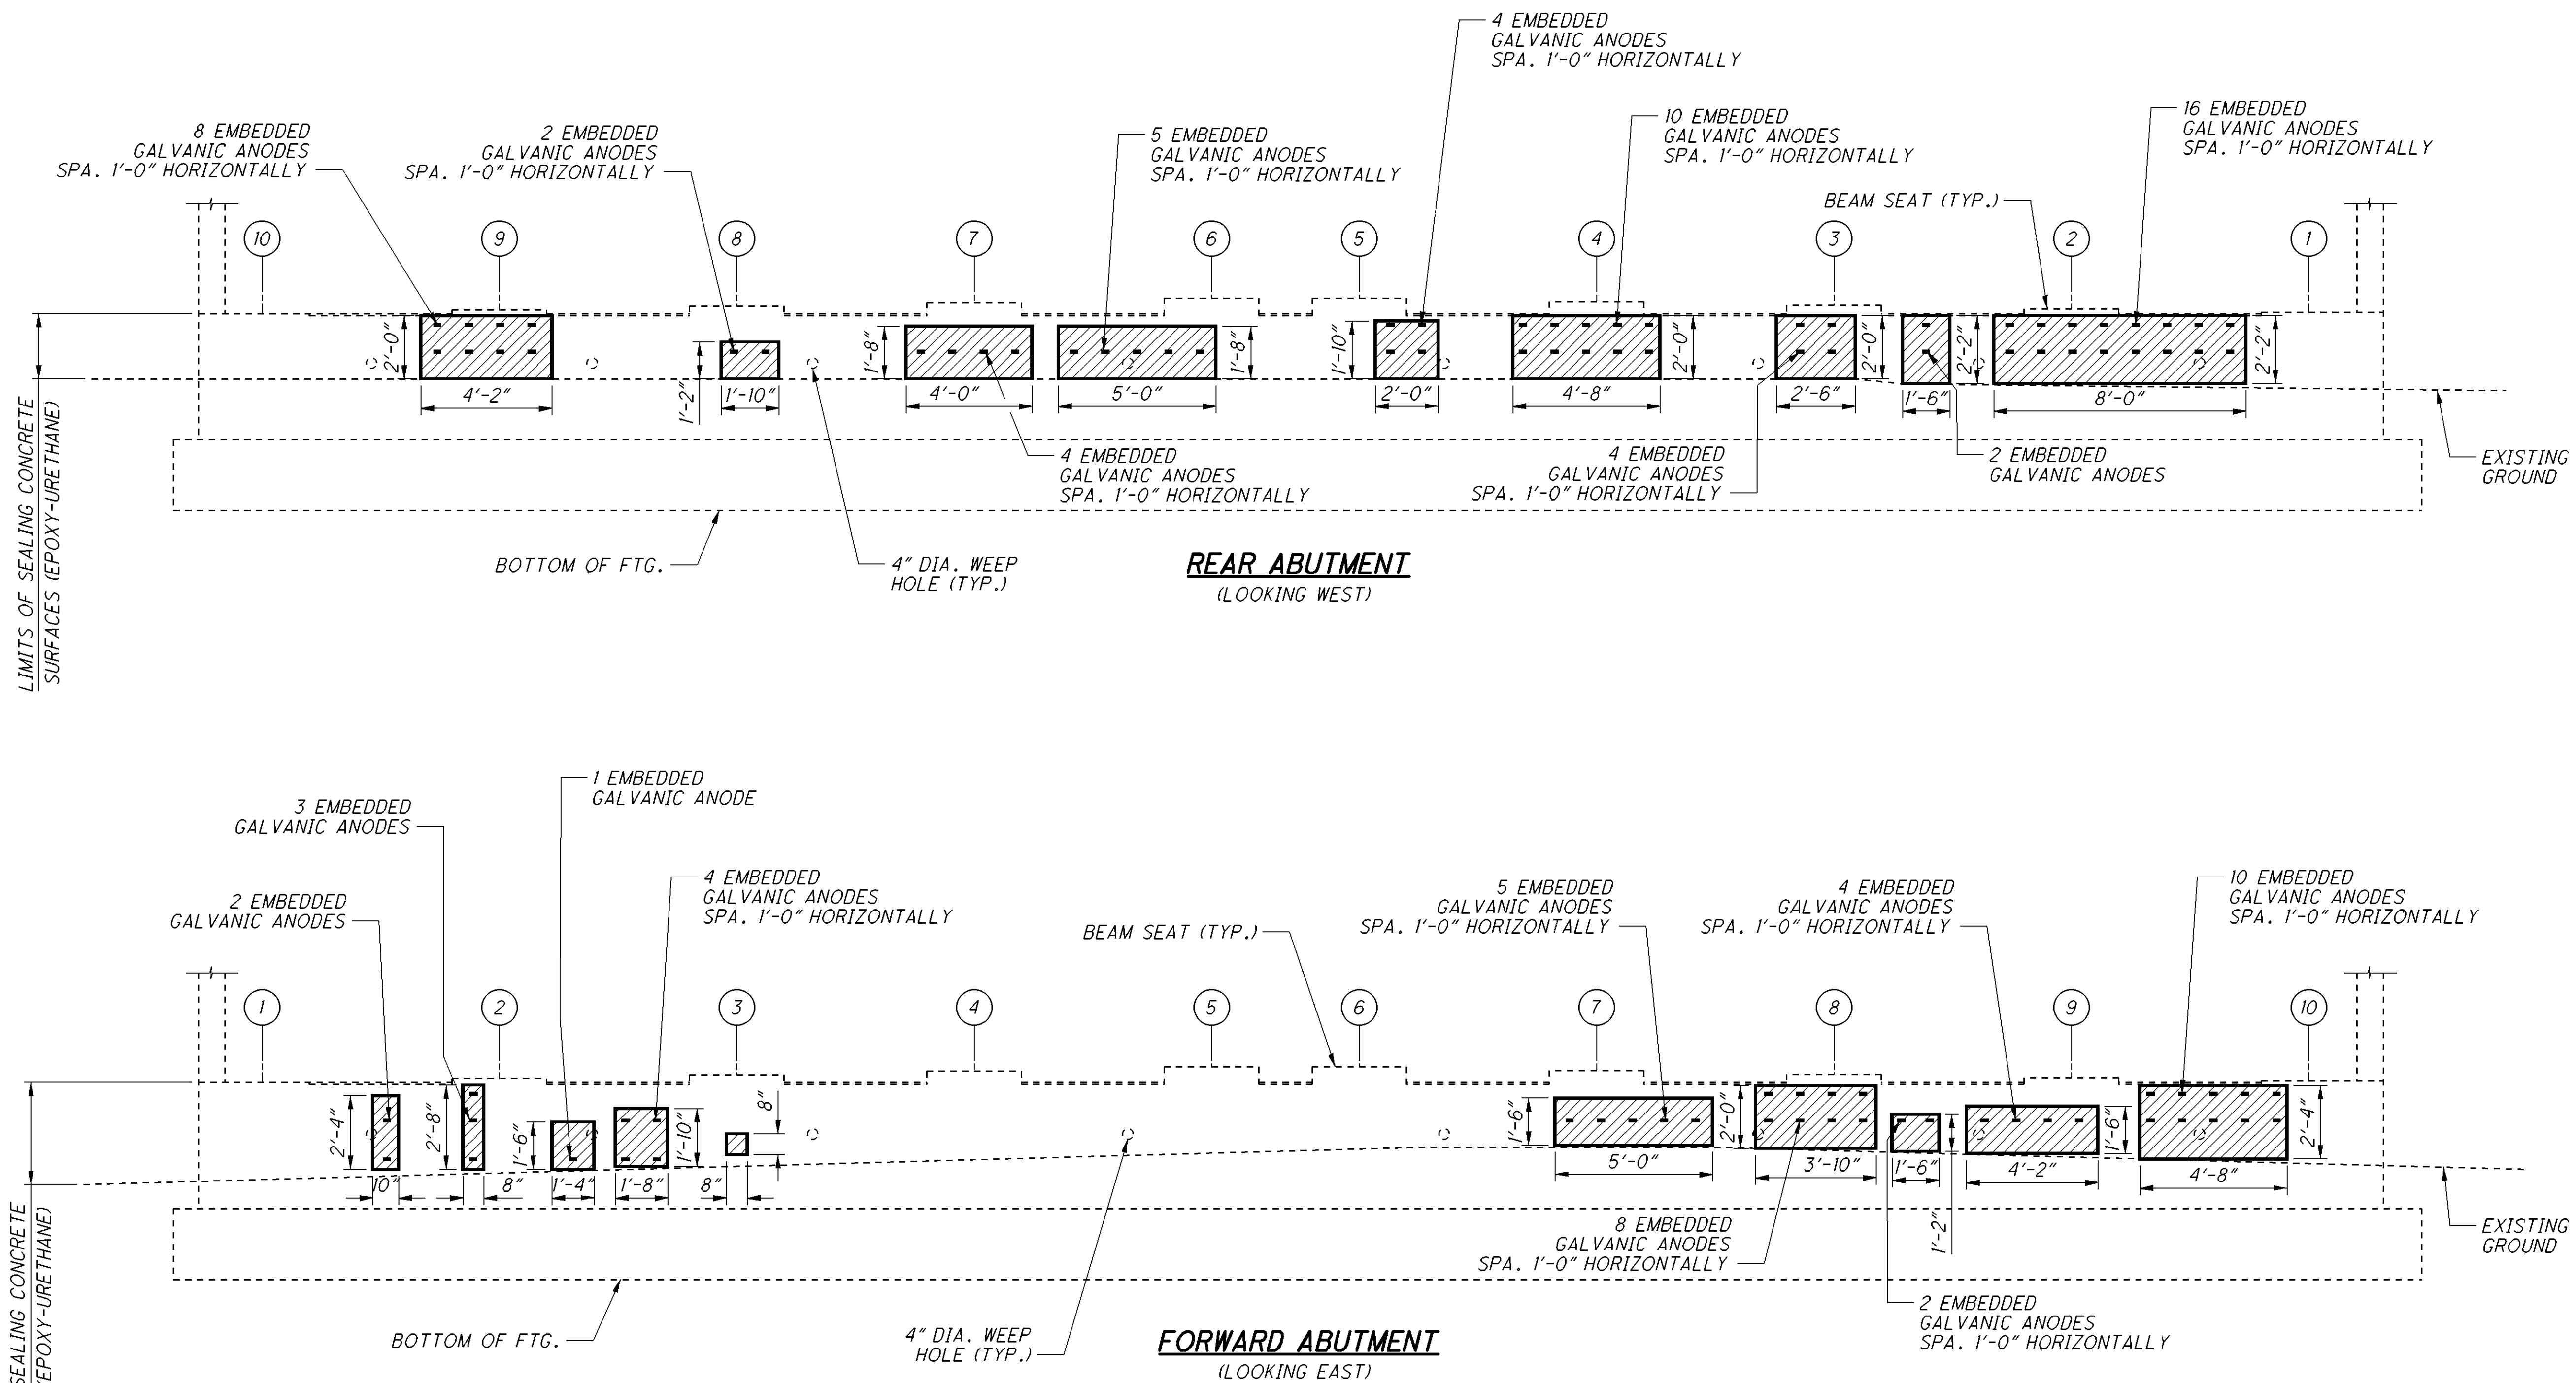 4 EMBEDDED
GALVANIC ANODES
SPA. 1'-0" HORIZONTALLY
8 EMBEDDED
GALVANIC ANODES
SPA. 1'-0" HORIZONTALLY
2 EMBEDDED
GALVANIC ANODES
SPA. 1'-0" HORIZONTALLY
5 EMBEDDED
GALVANIC ANODES
SPA. 1'-0" HORIZONTALLY
10 EMBEDDED
GALVANIC ANODES
SPA. 1'-0" HORIZONTALLY
16 EMBEDDED
GALVANIC ANODES
SPA. 1'-0" HORIZONTALLY
BEAM SEAT (TYP.)
10 9 8 7 6 5 4 3 2 1
2'-0" 1'-2" 1'-8" 1'-8" 1'-10" 2'-0" 2'-0" 2'-2" 2'-2"
4'-2" 1'-10" 4'-0" 5'-0" 2'-0" 4'-8" 2'-6" 1'-6" 8'-0"
LIMITS OF SEALING CONCRETE
SURFACES (EPOXY-URETHANE)
4 EMBEDDED
GALVANIC ANODES
SPA. 1'-0" HORIZONTALLY
4 EMBEDDED
GALVANIC ANODES
SPA. 1'-0" HORIZONTALLY
2 EMBEDDED
GALVANIC ANODES
EXISTING
GROUND
BOTTOM OF FTG.
4" DIA. WEEP
HOLE (TYP.)
REAR ABUTMENT
(LOOKING WEST)
1 EMBEDDED
GALVANIC ANODE
3 EMBEDDED
GALVANIC ANODES
2 EMBEDDED
GALVANIC ANODES
4 EMBEDDED
GALVANIC ANODES
SPA. 1'-0" HORIZONTALLY
BEAM SEAT (TYP.)
5 EMBEDDED
GALVANIC ANODES
SPA. 1'-0" HORIZONTALLY
4 EMBEDDED
GALVANIC ANODES
SPA. 1'-0" HORIZONTALLY
10 EMBEDDED
GALVANIC ANODES
SPA. 1'-0" HORIZONTALLY
1 2 3 4 5 6 7 8 9 10
2'-4" 2'-8" 1'-6" 1'-10" 8" 1'-6" 2'-0" 1'-2" 1'-6" 2'-4"
10" 8" 1'-4" 1'-8" 8" 5'-0" 3'-10" 1'-6" 4'-2" 4'-8"
SEALING CONCRETE
(EPOXY-URETHANE)
8 EMBEDDED
GALVANIC ANODES
SPA. 1'-0" HORIZONTALLY
2 EMBEDDED
GALVANIC ANODES
SPA. 1'-0" HORIZONTALLY
EXISTING
GROUND
BOTTOM OF FTG.
4" DIA. WEEP
HOLE (TYP.)
FORWARD ABUTMENT
(LOOKING EAST)